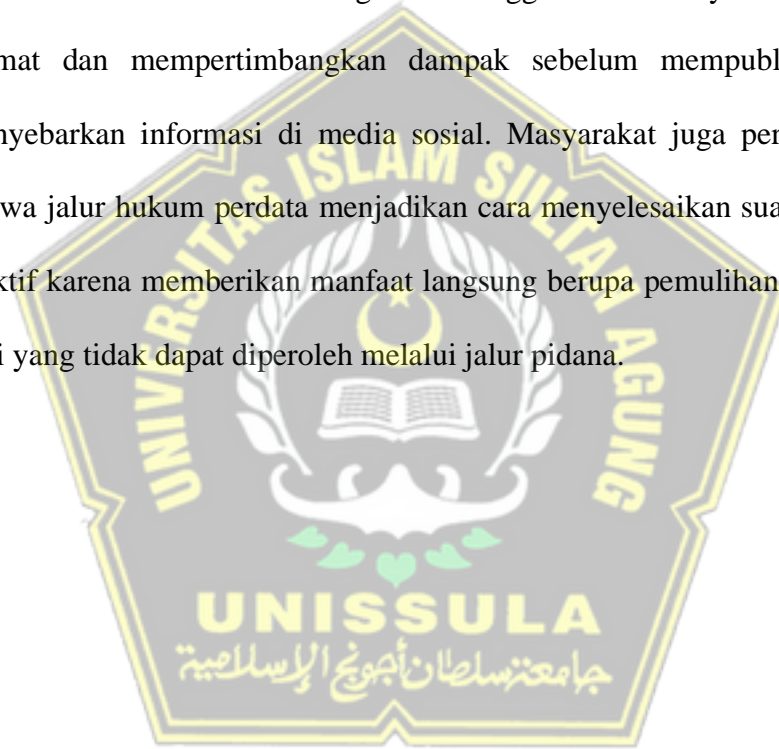 mat dan mempertimbangkan dampak sebelum mempubl
nyebarkan informasi di media sosial. Masyarakat juga per
wa jalur hukum perdata menjadikan cara menyelesaikan sua
ktif karena memberikan manfaat langsung berupa pemulihan
i yang tidak dapat diperoleh melalui jalur pidana.
UNIVERSITAS ISLAM SULTAN AGUNG
UNISSULA
جامعة سلطان أجونج الإسلامية